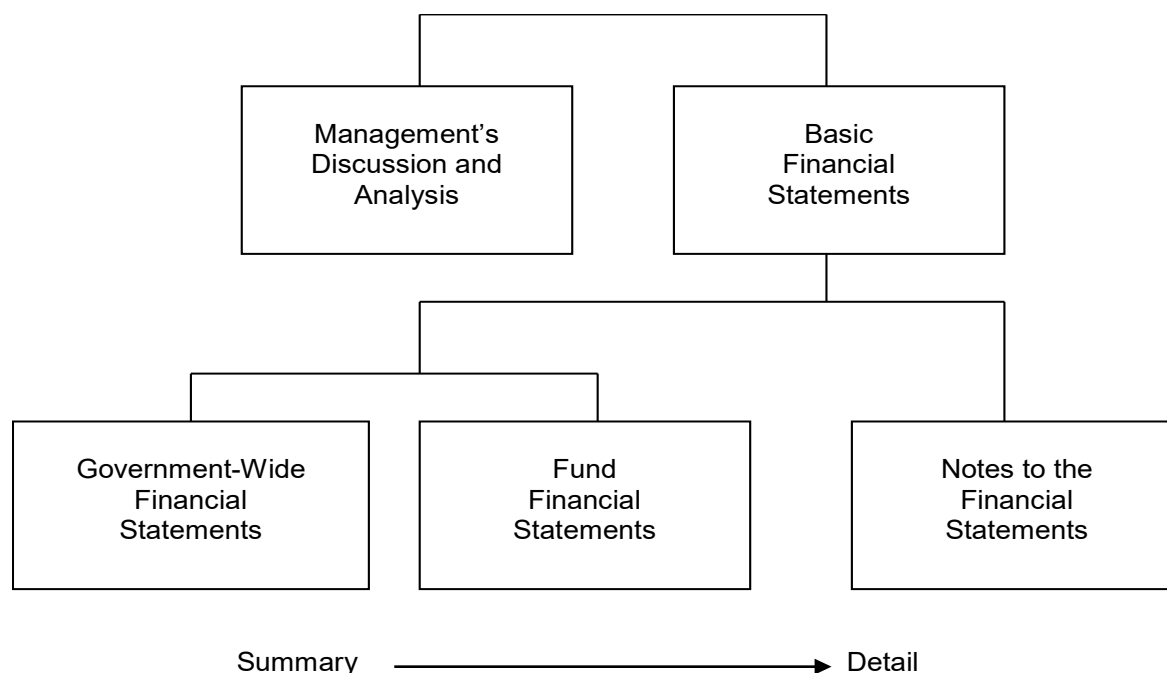 Management’s
Discussion and
Analysis
Basic
Financial
Statements
Government-Wide
Financial
Statements
Fund
Financial
Statements
Notes to the
Financial
Statements
Summary
Detail